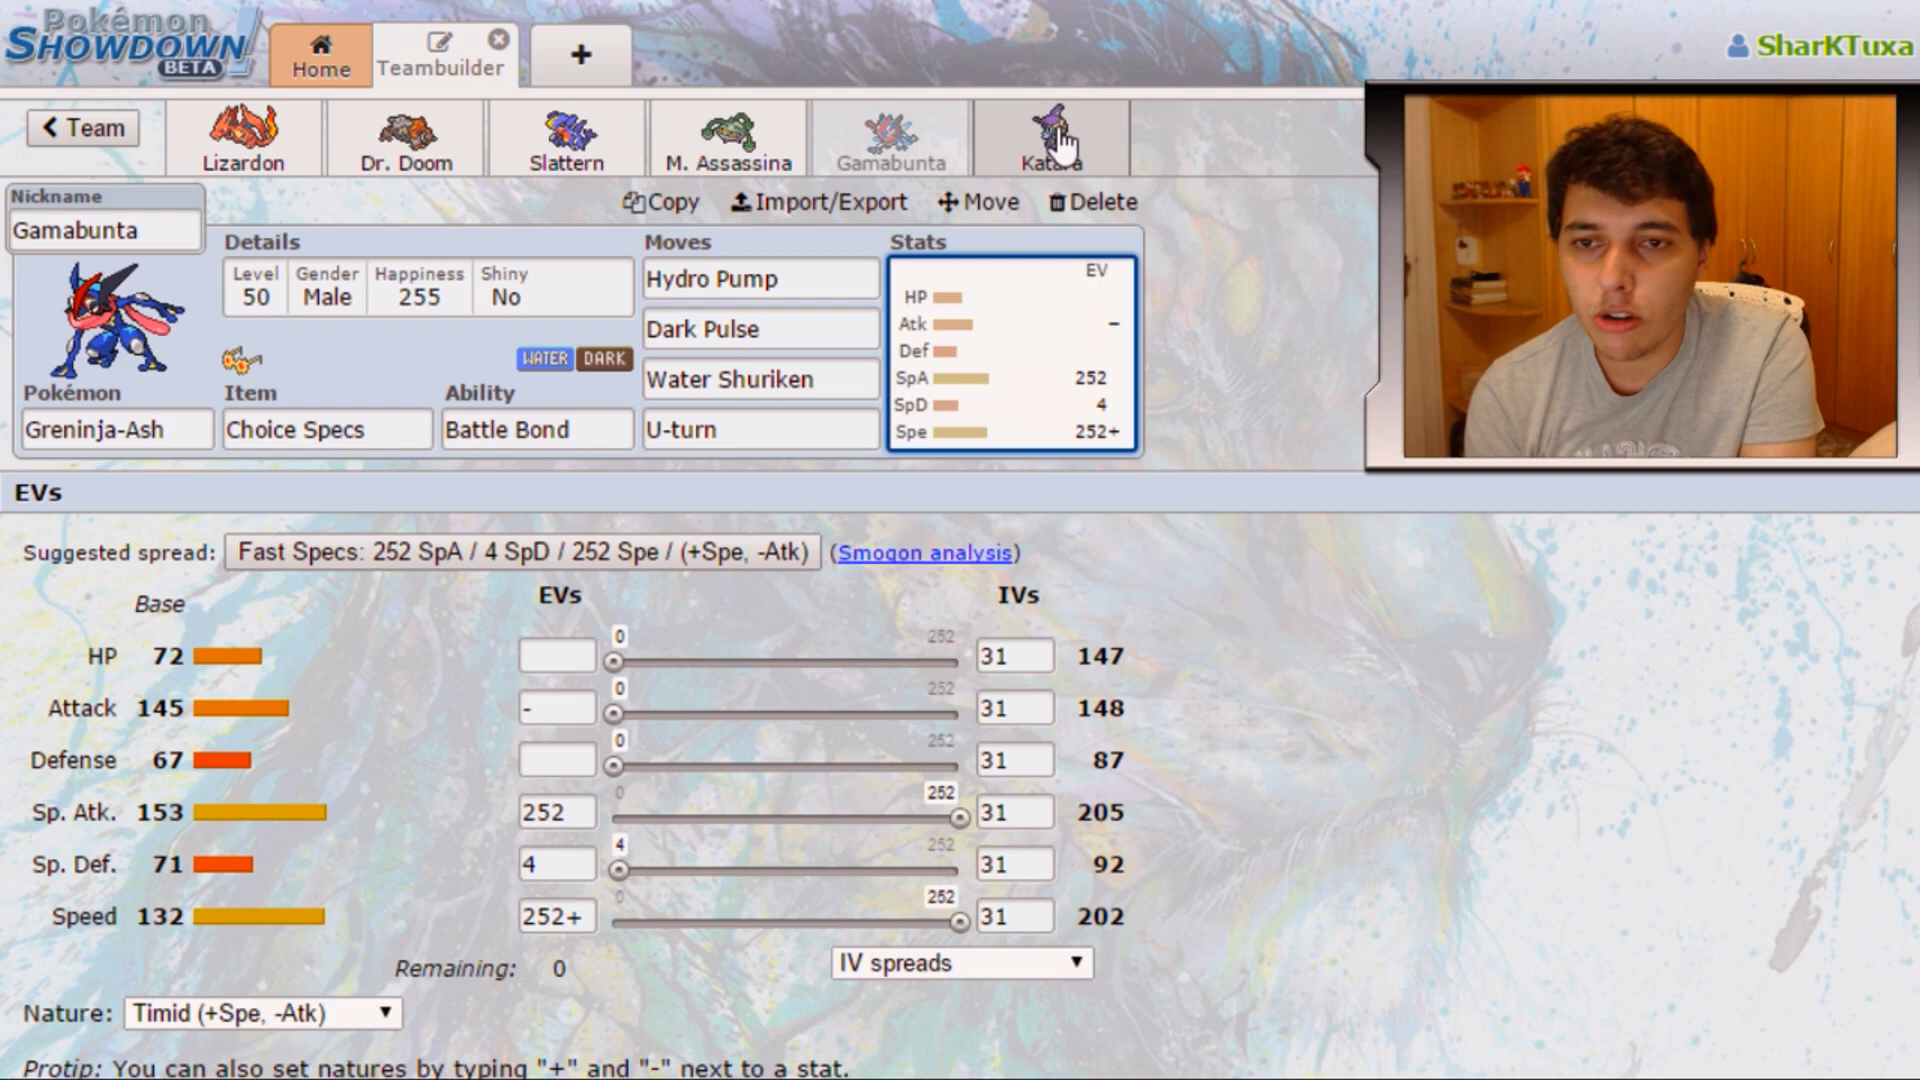 Pokémon
SHOWDOWN!
BETA
Home
Teambuilder
+
SharKTuxa
Team
Lizardon
Dr. Doom
Slattern
M. Assassina
Gamabunta
Katara
Nickname
Gamabunta
Copy
Import/Export
Move
Delete
Details
Moves
Stats
Level
Gender
Happiness
Shiny
50
Male
255
No
Hydro Pump
Dark Pulse
Water Shuriken
U-turn
EV
HP
Atk –
Def
SpA 252
SpD 4
Spe 252+
WATER DARK
Pokémon
Item
Ability
Greninja-Ash
Choice Specs
Battle Bond
EVs
Suggested spread: Fast Specs: 252 SpA / 4 SpD / 252 Spe / (+Spe, -Atk) (Smogon analysis)
Base
EVs
IVs
0 252
HP 72 31 147
0 252
Attack 145 - 31 148
0 252
Defense 67 31 87
0 252
Sp. Atk. 153 252 31 205
4 252
Sp. Def. 71 4 31 92
0 252
Speed 132 252+ 31 202
Remaining: 0
IV spreads
Nature: Timid (+Spe, -Atk)
Protip: You can also set natures by typing "+" and "-" next to a stat.